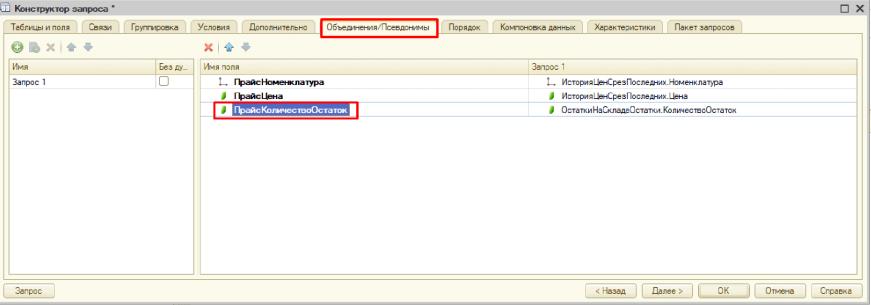 Конструктор запроса *
Таблицы и поля Связи Группировка Условия Дополнительно Объединения/Псевдонимы Порядок Компоновка данных Характеристики Пакет запросов
Имя Без ду... Имя поля Запрос 1
Запрос 1 ПрайсНоменклатура ИсторияЦенСрезПоследних.Номенклатура
ПрайсЦена ИсторияЦенСрезПоследних.Цена
ПрайсКоличествоОстаток ОстаткиНаСкладеОстатки.КоличествоОстаток
Запрос < Назад Далее > ОК Отмена Справка